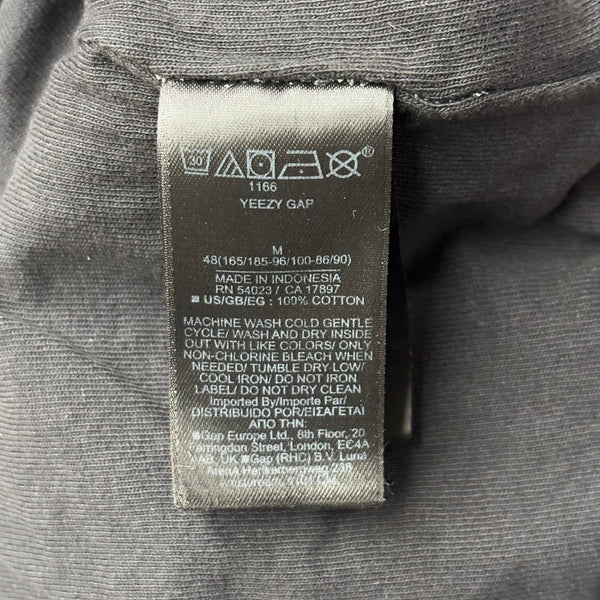 30 ®
1166
YEEZY GAP
M
48(165/185-96/100-86/90)
MADE IN INDONESIA
RN 54023 / CA 17897
US/GB/EG : 100% COTTON
MACHINE WASH COLD GENTLE
CYCLE/ WASH AND DRY INSIDE
OUT WITH LIKE COLORS/ ONLY
NON-CHLORINE BLEACH WHEN
NEEDED/ TUMBLE DRY LOW/
COOL IRON/ DO NOT IRON
LABEL/ DO NOT DRY CLEAN
Imported By/Importe Par/
DISTRIBUIDO POR/ΕΙΣΑΓΕΤΑΙ
ΑΠΟ ΤΗΝ:
Gap Europe Ltd., 8th Floor, 20
Farringdon Street, London, EC4A
4AB, UK Gap (RHC) B.V. Luna
ArenA Herikerbergweg 238